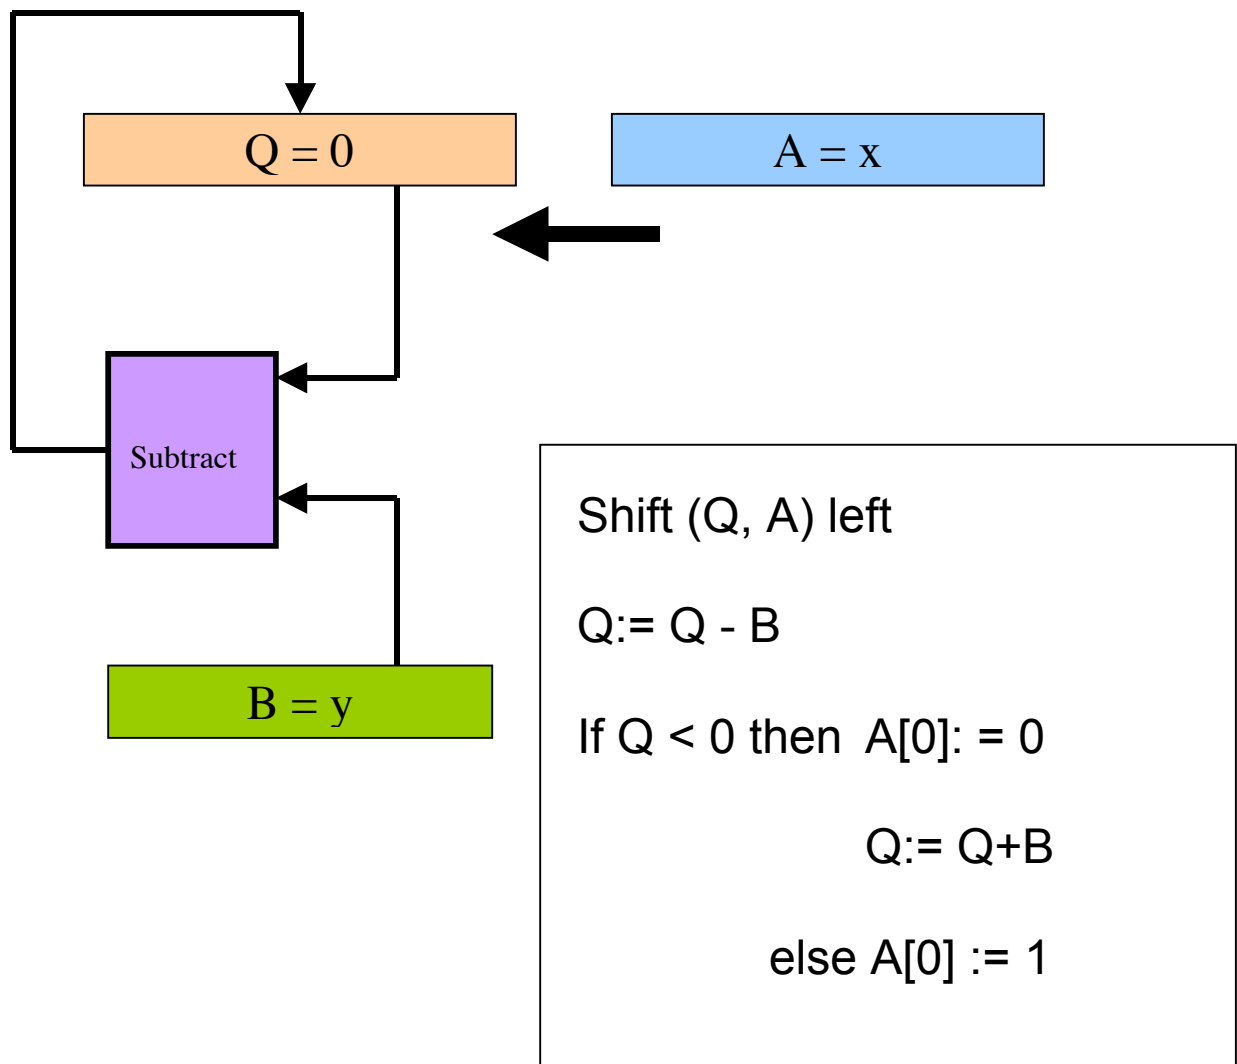 Q = 0
A = x
Subtract
B = y
Shift (Q, A) left
Q:= Q - B
If Q < 0 then A[0]: = 0
Q:= Q+B
else A[0] := 1